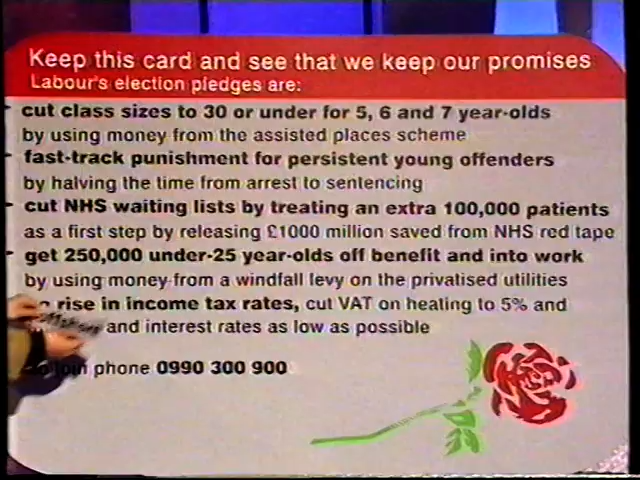 Keep this card and see that we keep our promises
Labour's election pledges are:
cut class sizes to 30 or under for 5, 6 and 7 year-olds
by using money from the assisted places scheme
fast-track punishment for persistent young offenders
by halving the time from arrest to sentencing
cut NHS waiting lists by treating an extra 100,000 patients
as a first step by releasing £1000 million saved from NHS red tape
get 250,000 under-25 year-olds off benefit and into work
by using money from a windfall levy on the privatised utilities
rise in income tax rates, cut VAT on heating to 5% and
and interest rates as low as possible
phone 0990 300 900